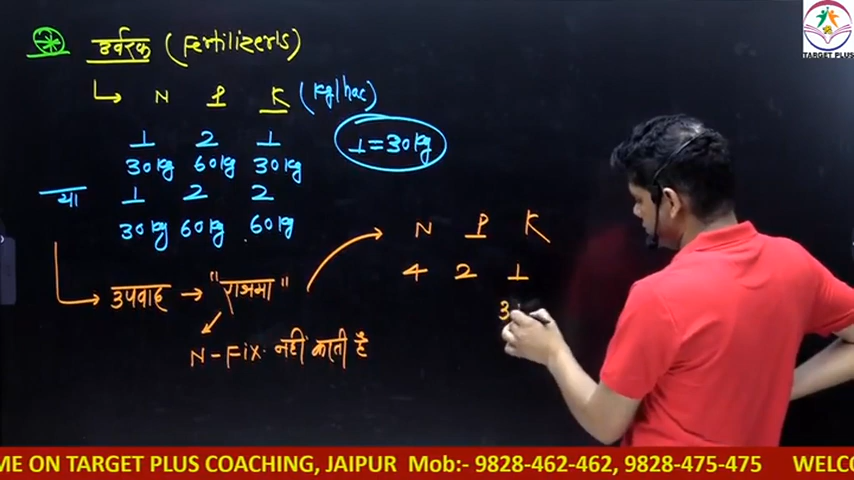 उर्वरक (Fertilizers)
N P K (Kg/hac)
1 2 1
30Kg 60Kg 30Kg
1 = 30Kg
या 1 2 2
30Kg 60Kg 60Kg
N P K
4 2 1
3
उपवाद → "राजमा"
N-Fix. नहीं करती है
TARGET PLUS
ME ON TARGET PLUS COACHING, JAIPUR Mob:- 9828-462-462, 9828-475-475 WELCO